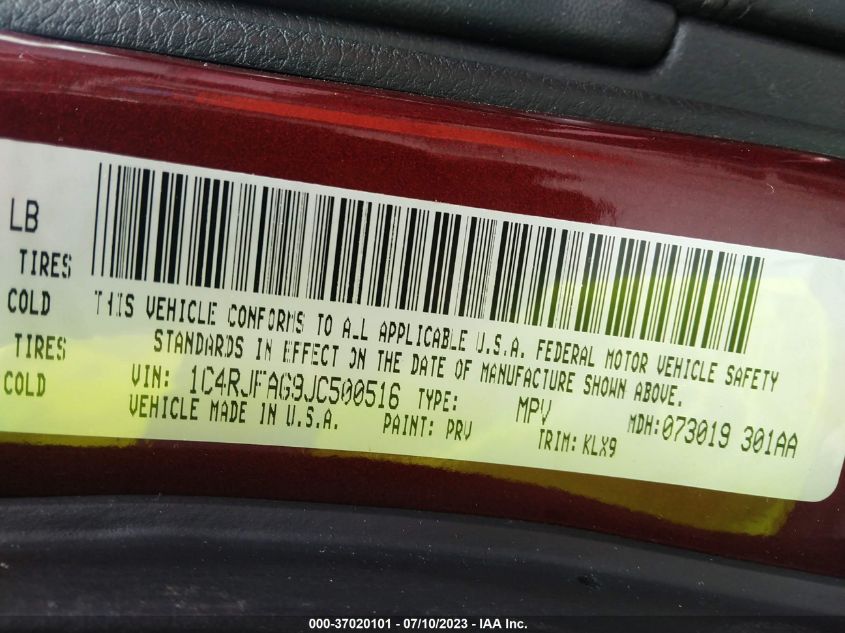 LB
TIRES
COLD
TIRES
COLD
THIS VEHICLE CONFORMS TO ALL APPLICABLE U.S.A. FEDERAL MOTOR VEHICLE SAFETY
STANDARDS IN EFFECT ON THE DATE OF MANUFACTURE SHOWN ABOVE.
VIN: 1C4RJFAG9JC500516 TYPE: MPV MDH:073019 301AA
VEHICLE MADE IN U.S.A. PAINT: PRV TRIM: KLX9
000-37020101 - 07/10/2023 - IAA Inc.